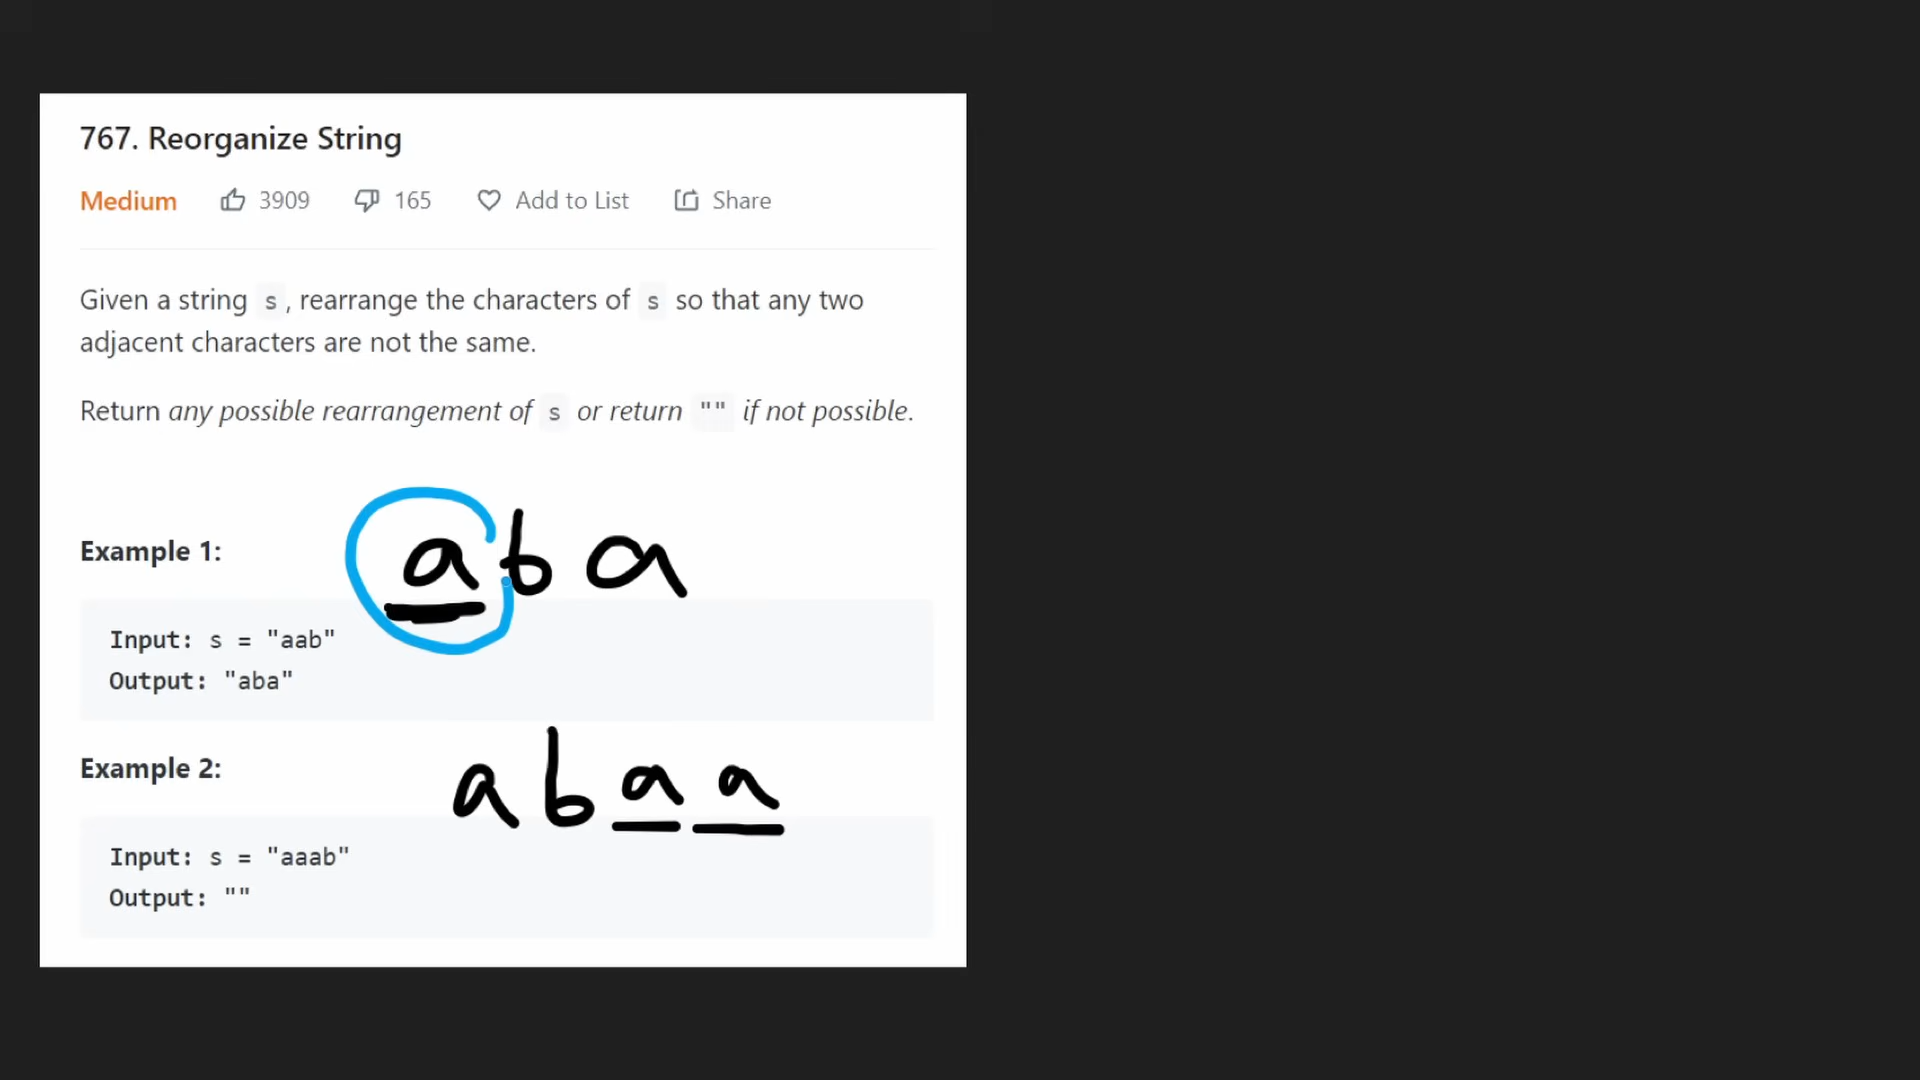 767. Reorganize String
Medium 3909 165 Add to List Share
Given a string s, rearrange the characters of s so that any two
adjacent characters are not the same.
Return any possible rearrangement of s or return "" if not possible.
a b a
Example 1:
Input: s = "aab"
Output: "aba"
Example 2:
a b a a
Input: s = "aaab"
Output: ""